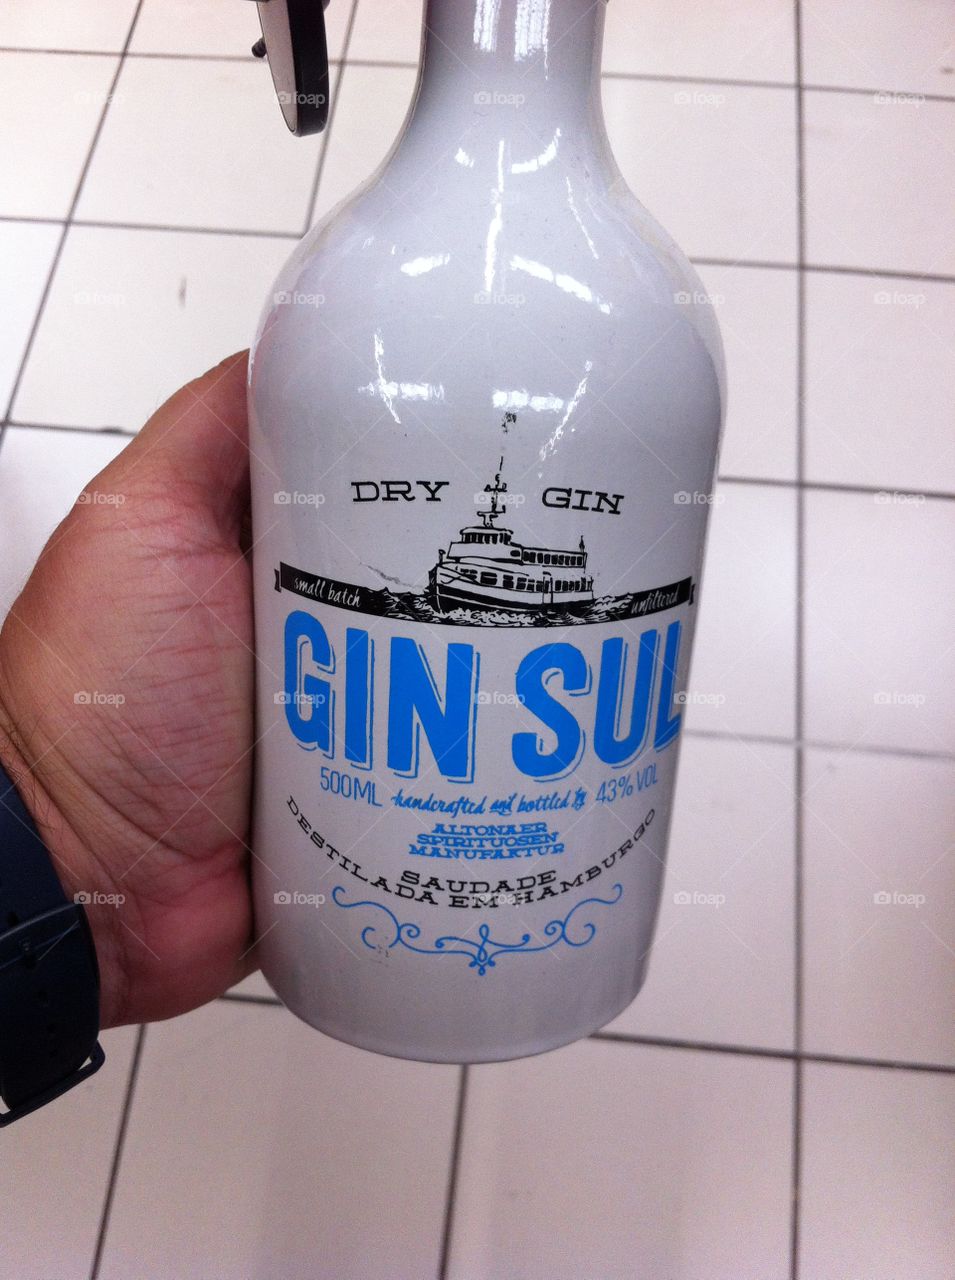 DRY GIN
small batch unfiltered
GIN SUL
500ML handcrafted and bottled by 43% VOL
ALTONAER
SPIRITUOSEN
MANUFAKTUR
SAUDADE
DESTILADA EM HAMBURGO
foap